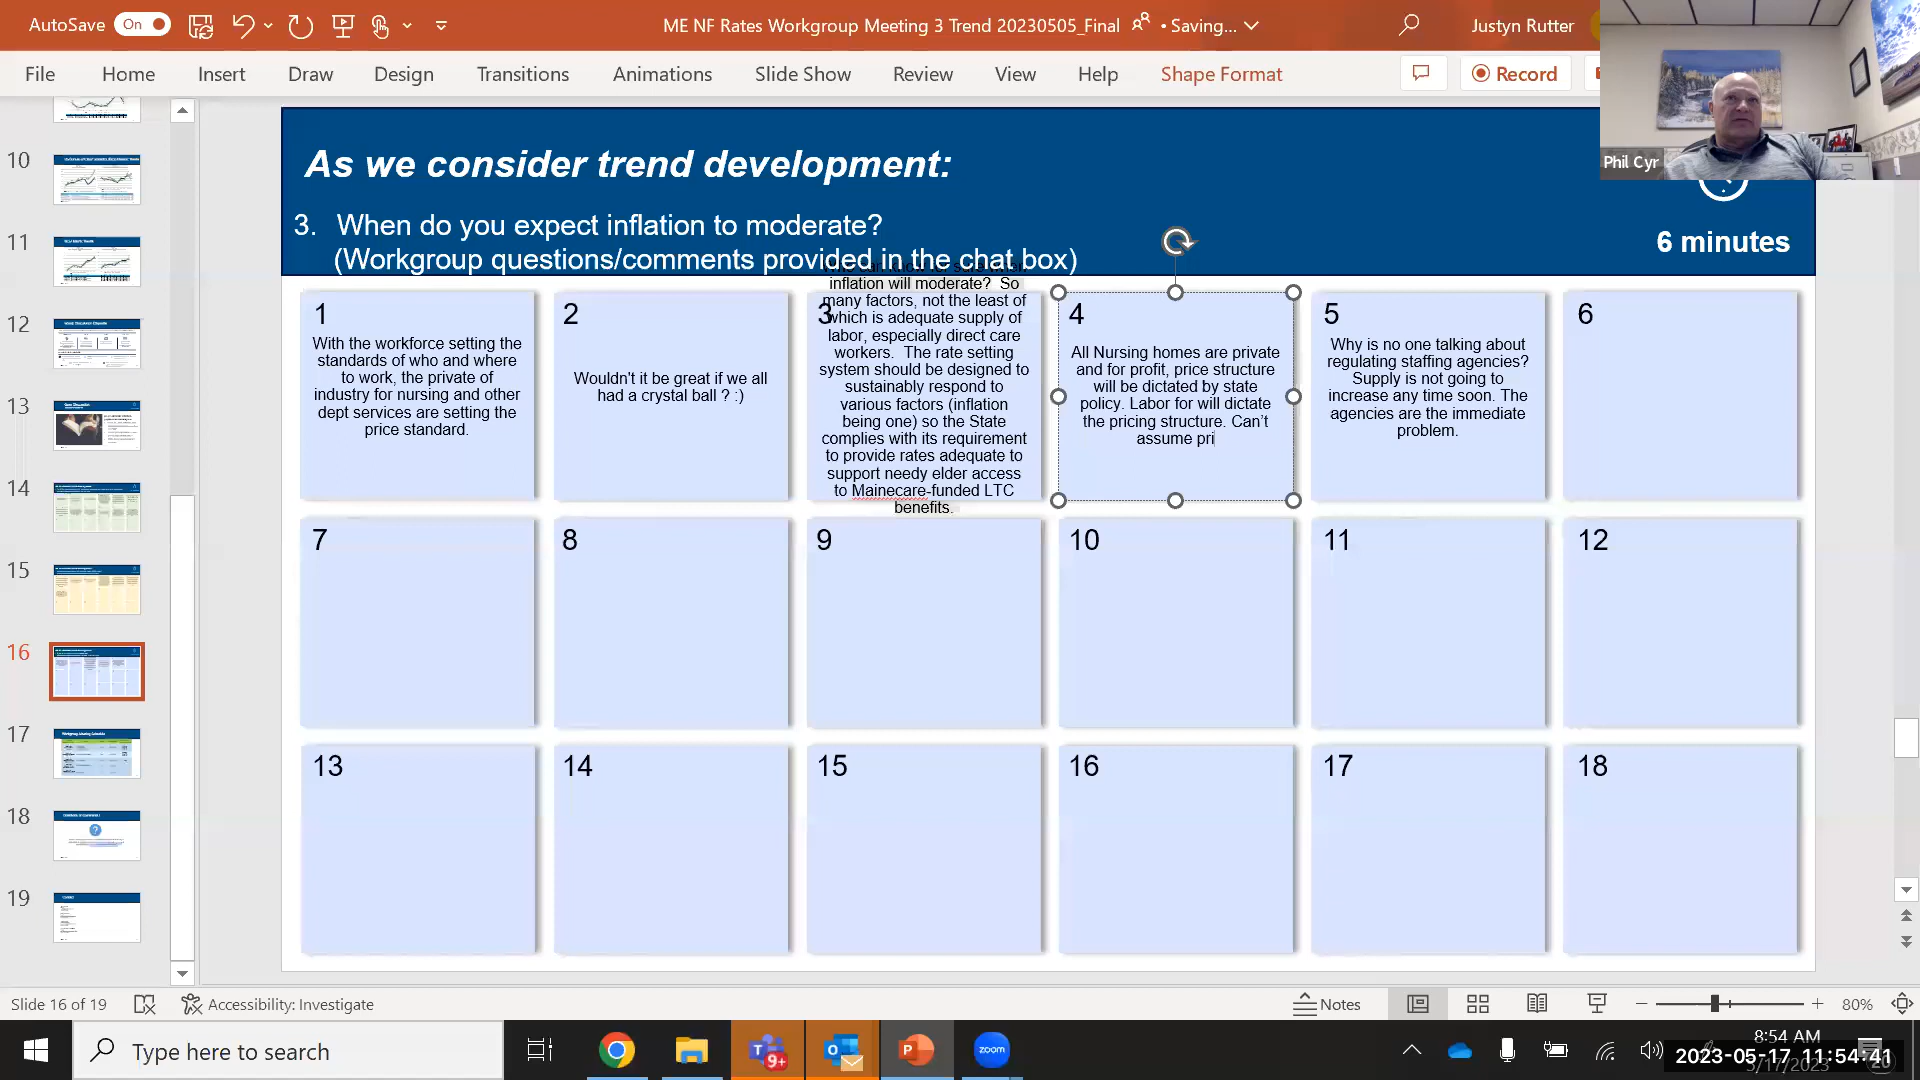 AutoSave On
ME NF Rates Workgroup Meeting 3 Trend 20230505_Final • Saving...
Justyn Rutter
File Home Insert Draw Design Transitions Animations Slide Show Review View Help Shape Format
Record
Phil Cyr
As we consider trend development:
3. When do you expect inflation to moderate?
(Workgroup questions/comments provided in the chat box)
6 minutes
1
With the workforce setting the
standards of who and where
to work, the private of
industry for nursing and other
dept services are setting the
price standard.
2
Wouldn't it be great if we all
had a crystal ball ? :)
3
inflation will moderate? So
many factors, not the least of
which is adequate supply of
labor, especially direct care
workers. The rate setting
system should be designed to
sustainably respond to
various factors (inflation
being one) so the State
complies with its requirement
to provide rates adequate to
support needy elder access
to Mainecare-funded LTC
benefits.
4
All Nursing homes are private
and for profit, price structure
will be dictated by state
policy. Labor for will dictate
the pricing structure. Can't
assume pri
5
Why is no one talking about
regulating staffing agencies?
Supply is not going to
increase any time soon. The
agencies are the immediate
problem.
6
7
8
9
10
11
12
13
14
15
16
17
18
10
11
12
13
14
15
16
17
18
19
Slide 16 of 19
Accessibility: Investigate
Notes
80%
Type here to search
9+
zoom
8:54 AM
2023-05-17 11:54:41